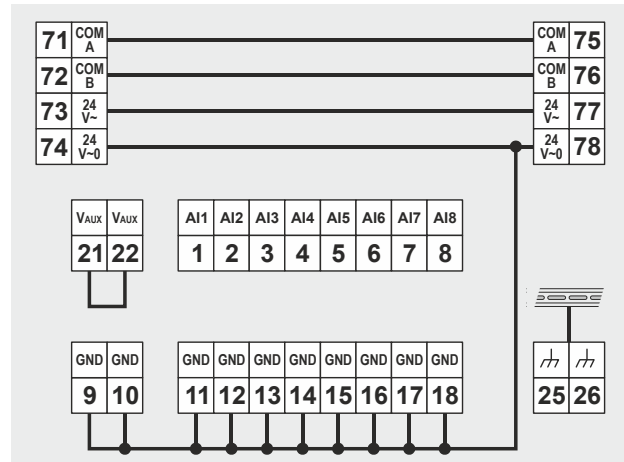 71 COM A COM A 75
72 COM B COM B 76
73 24 V~ 24 V~ 77
74 24 V~0 24 V~0 78
VAUX VAUX AI1 AI2 AI3 AI4 AI5 AI6 AI7 AI8
21 22 1 2 3 4 5 6 7 8
GND GND GND GND GND GND GND GND GND GND
9 10 11 12 13 14 15 16 17 18 25 26